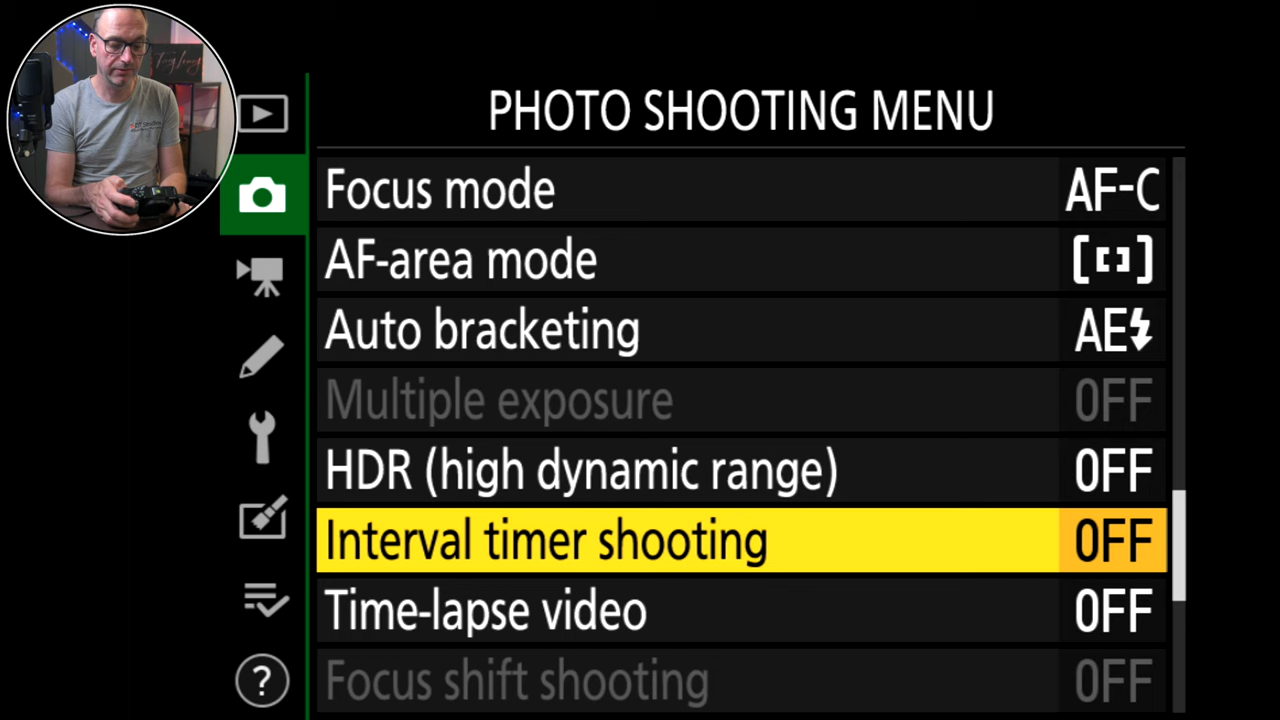 PHOTO SHOOTING MENU
Focus mode AF-C
AF-area mode
Auto bracketing AE
Multiple exposure OFF
HDR (high dynamic range) OFF
Interval timer shooting OFF
Time-lapse video OFF
Focus shift shooting OFF
?